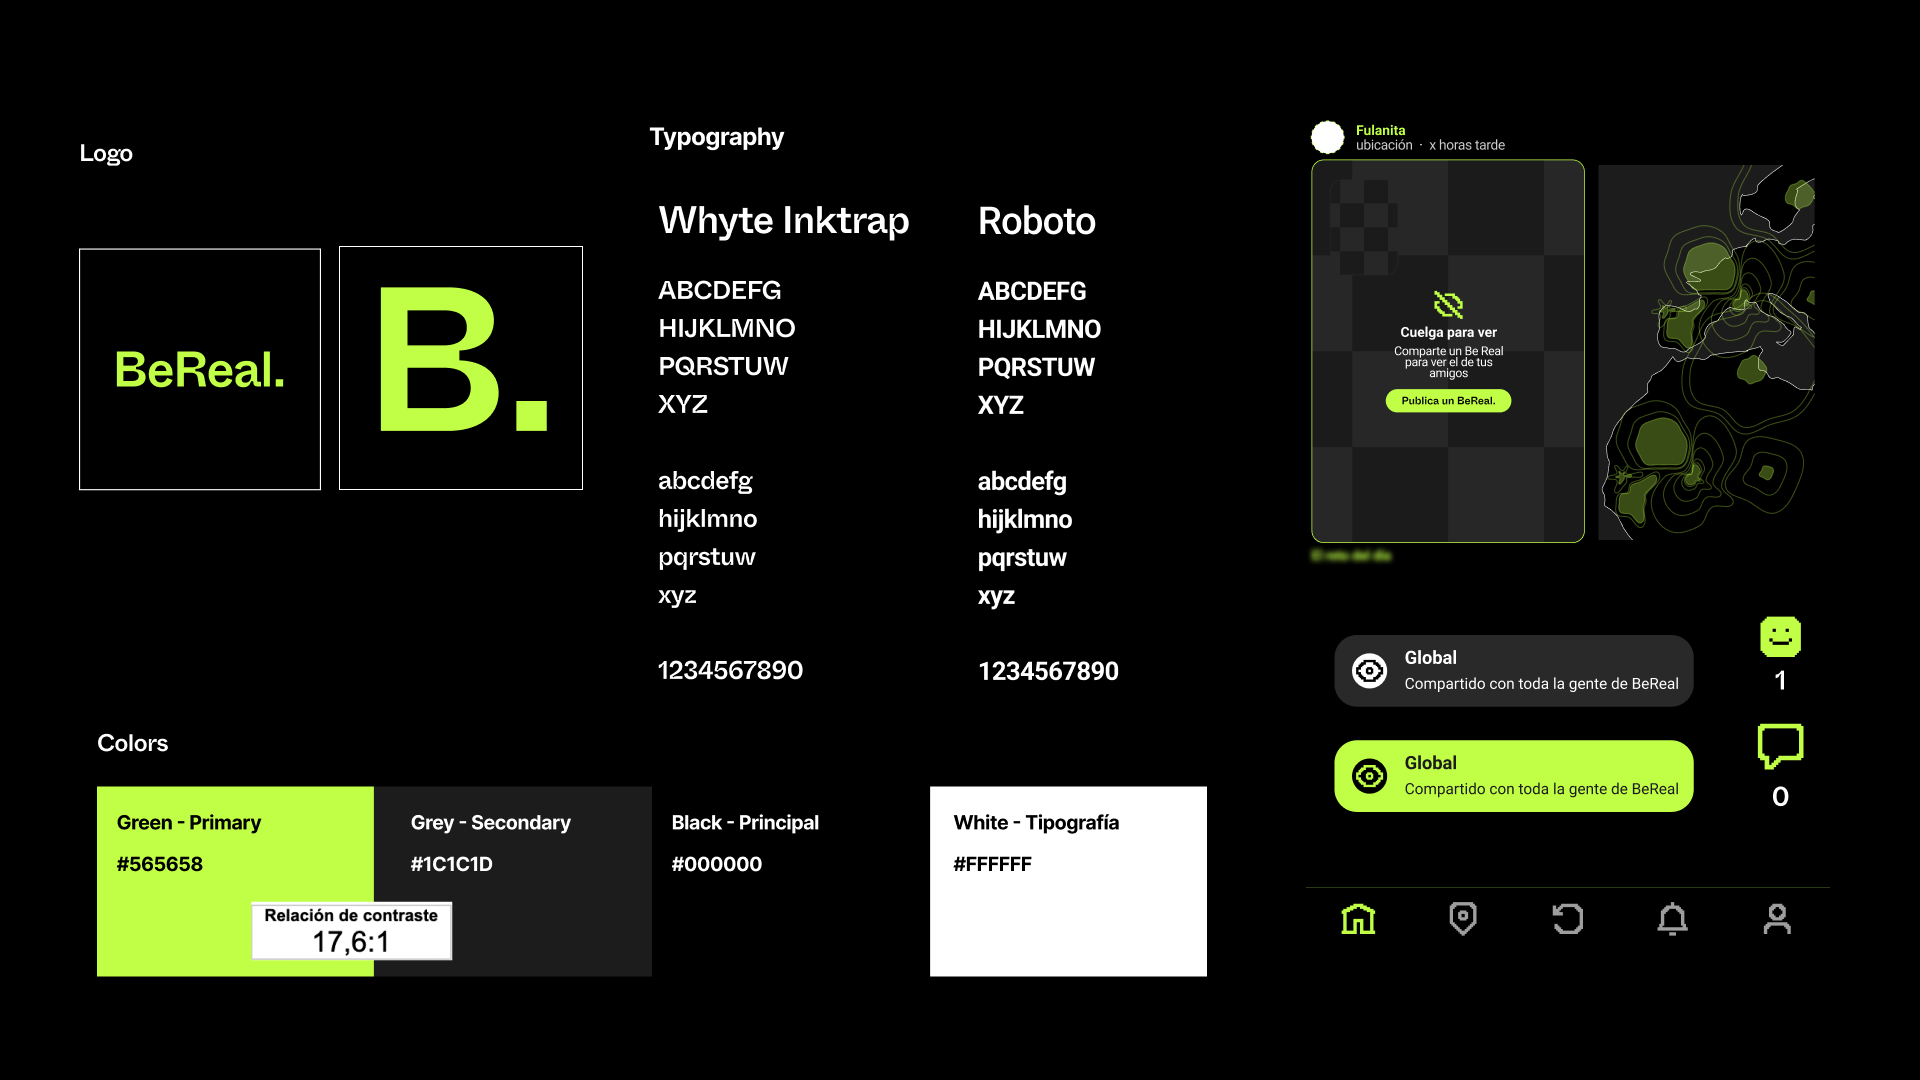 Logo
BeReal.
B.
Typography
Whyte Inktrap
ABCDEFG
HIJKLMNO
PQRSTUW
XYZ
abcdefg
hijklmno
pqrstuw
xyz
1234567890
Roboto
ABCDEFG
HIJKLMNO
PQRSTUW
XYZ
abcdefg
hijklmno
pqrstuw
xyz
1234567890
Colors
Green - Primary
#565658
Grey - Secondary
#1C1C1D
Relación de contraste
17,6:1
Black - Principal
#000000
White - Tipografía
#FFFFFF
Fulanita
ubicación · x horas tarde
Cuelga para ver
Comparte un Be Real
para ver el de tus
amigos
Publica un BeReal.
El reto del día
Global
Compartido con toda la gente de BeReal
1
Global
Compartido con toda la gente de BeReal
0